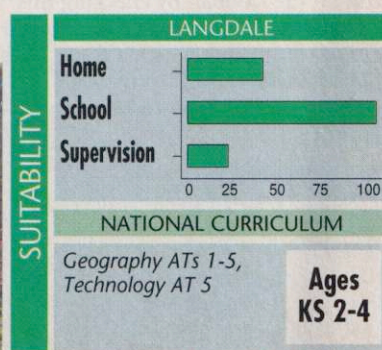 SUITABILITY
LANGDALE
Home
School
Supervision
0 25 50 75 100
NATIONAL CURRICULUM
Geography ATs 1-5,
Technology AT 5
Ages
KS 2-4